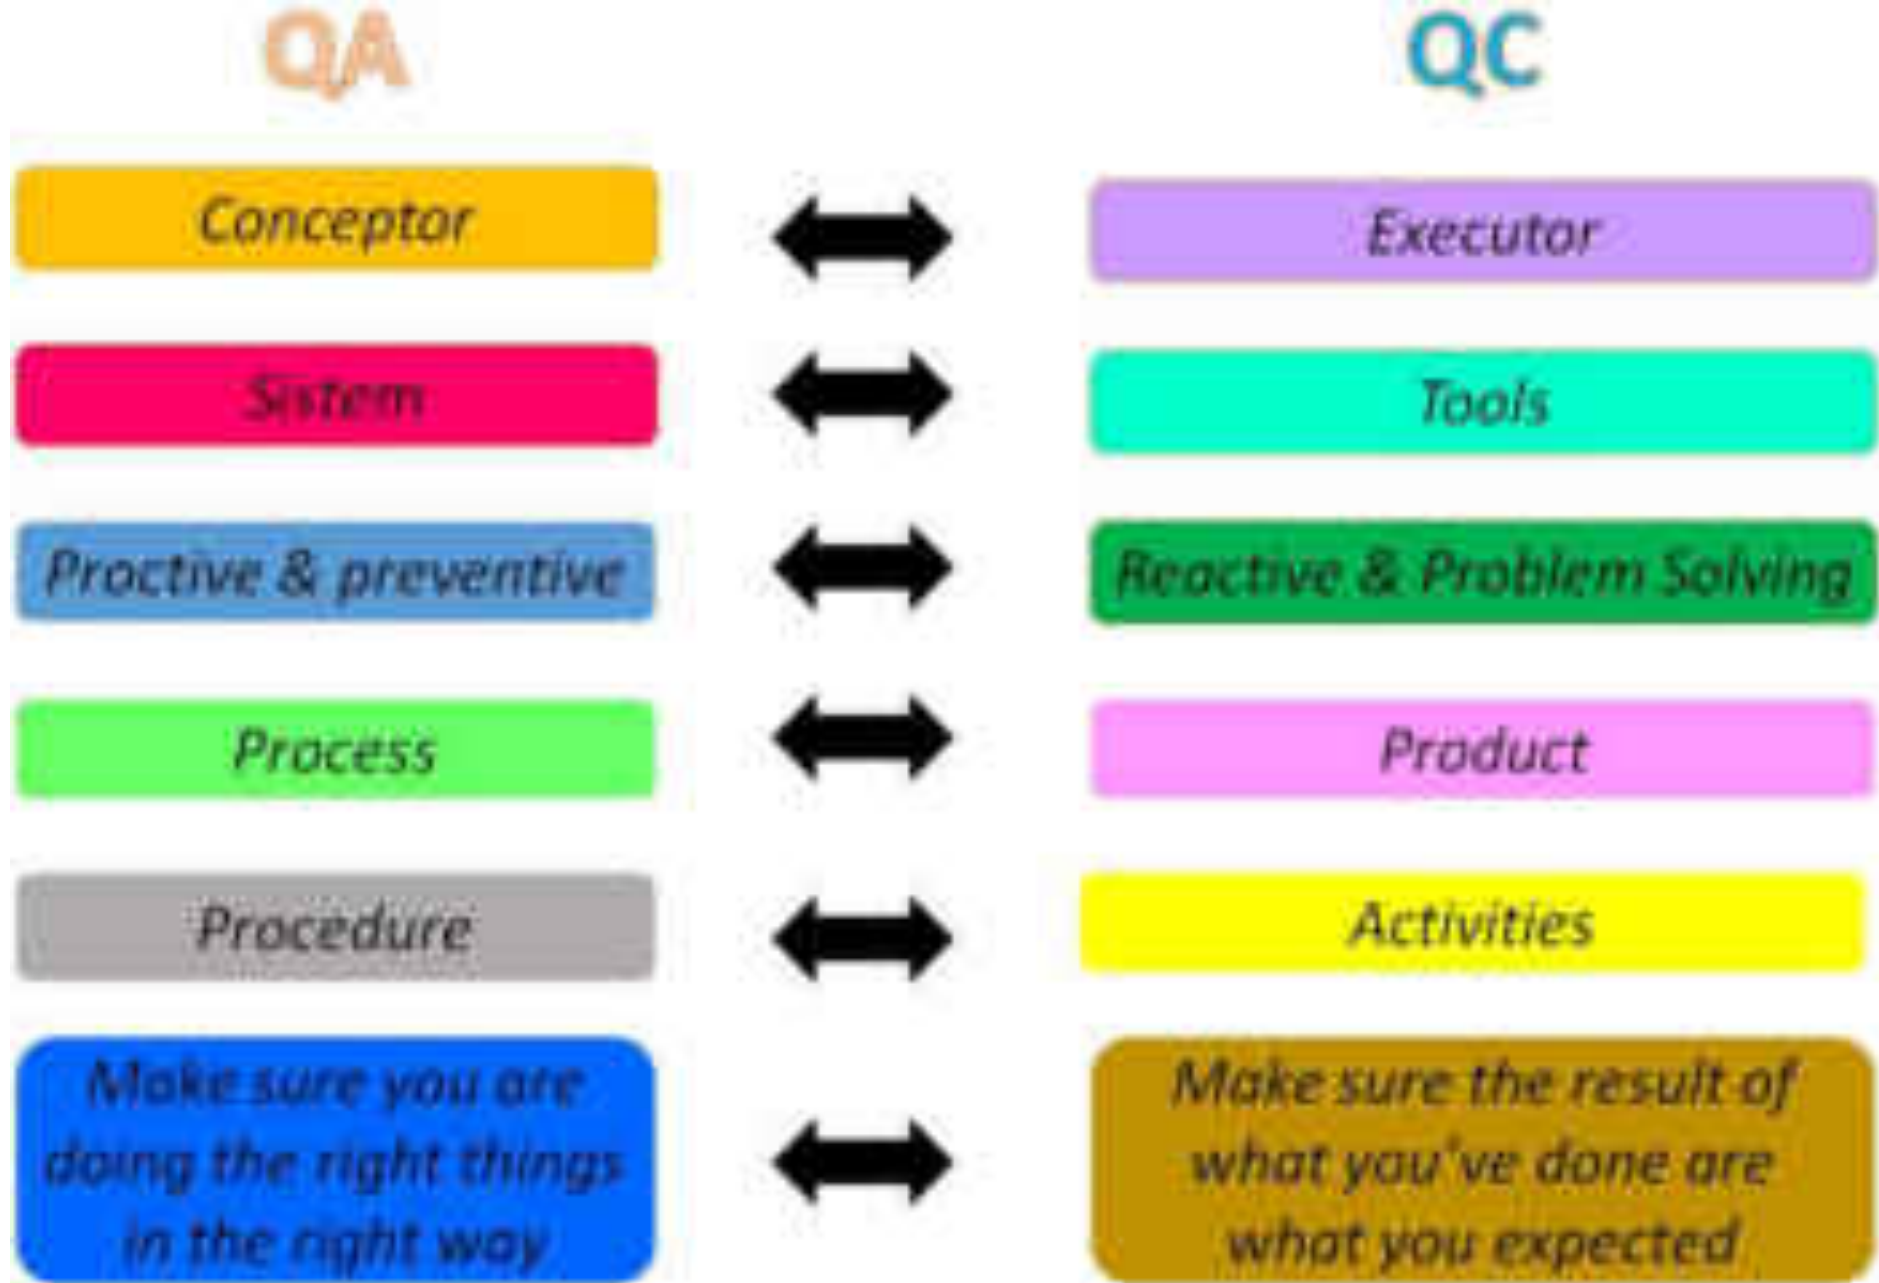 QA
QC
Conceptor
Executor
Sistem
Tools
Proctive & preventive
Reactive & Problem Solving
Process
Product
Procedure
Activities
Make sure you are
doing the right things
in the right way
Make sure the result of
what you've done are
what you expected